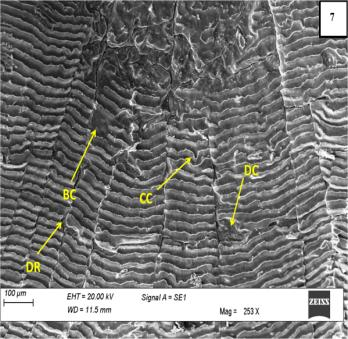 7
BC
CC
DC
DR
100 µm
EHT = 20.00 kV
Signal A = SE1
WD = 11.5 mm
Mag = 253 X
ZEISS